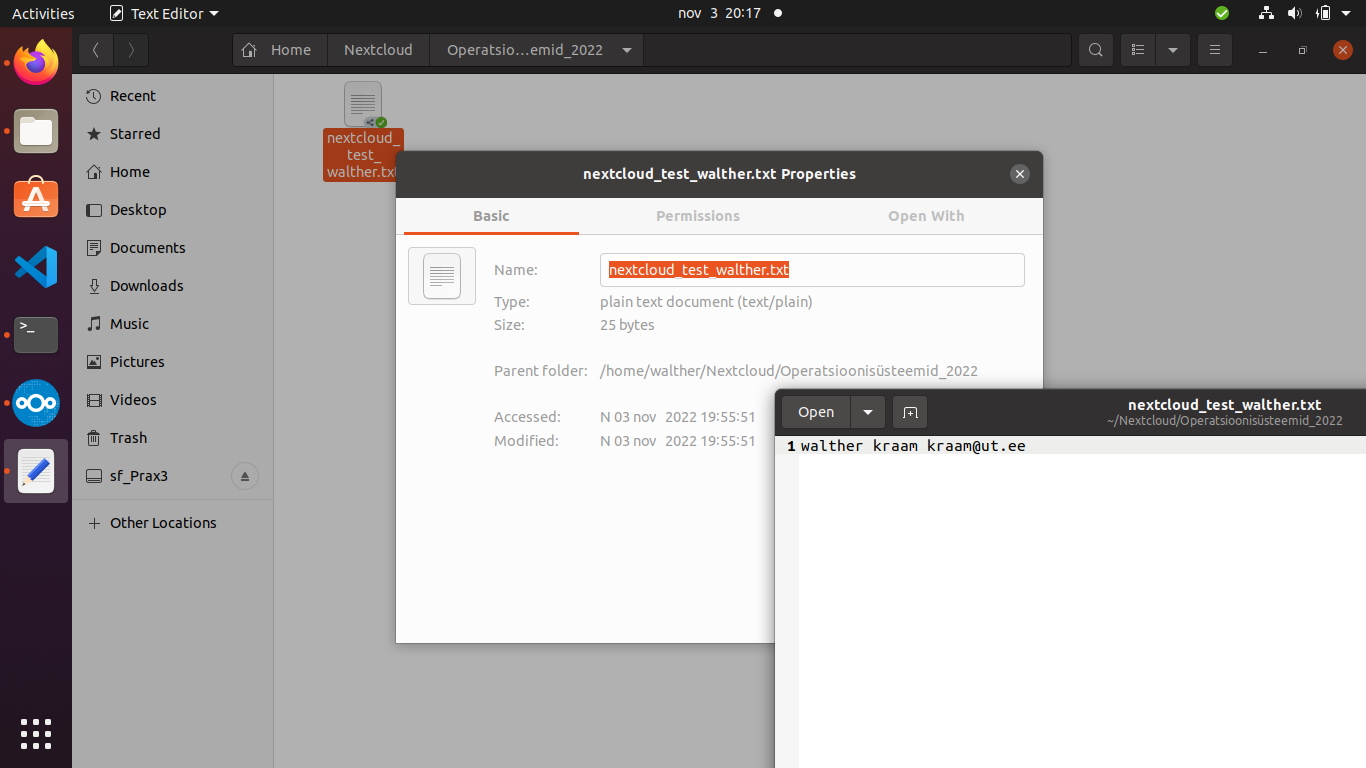 Activities
Text Editor
nov 3 20:17
Home
Nextcloud
Operatsio…emid_2022
Recent
Starred
Home
Desktop
Documents
Downloads
Music
Pictures
Videos
Trash
sf_Prax3
Other Locations
nextcloud_
test_
walther.txt
nextcloud_test_walther.txt Properties
Basic
Permissions
Open With
Name:
nextcloud_test_walther.txt
Type:
plain text document (text/plain)
Size:
25 bytes
Parent folder:
/home/walther/Nextcloud/Operatsioonisüsteemid_2022
Accessed:
N 03 nov 2022 19:55:51
Modified:
N 03 nov 2022 19:55:51
Open
nextcloud_test_walther.txt
~/Nextcloud/Operatsioonisüsteemid_2022
1 walther kraam kraam@ut.ee